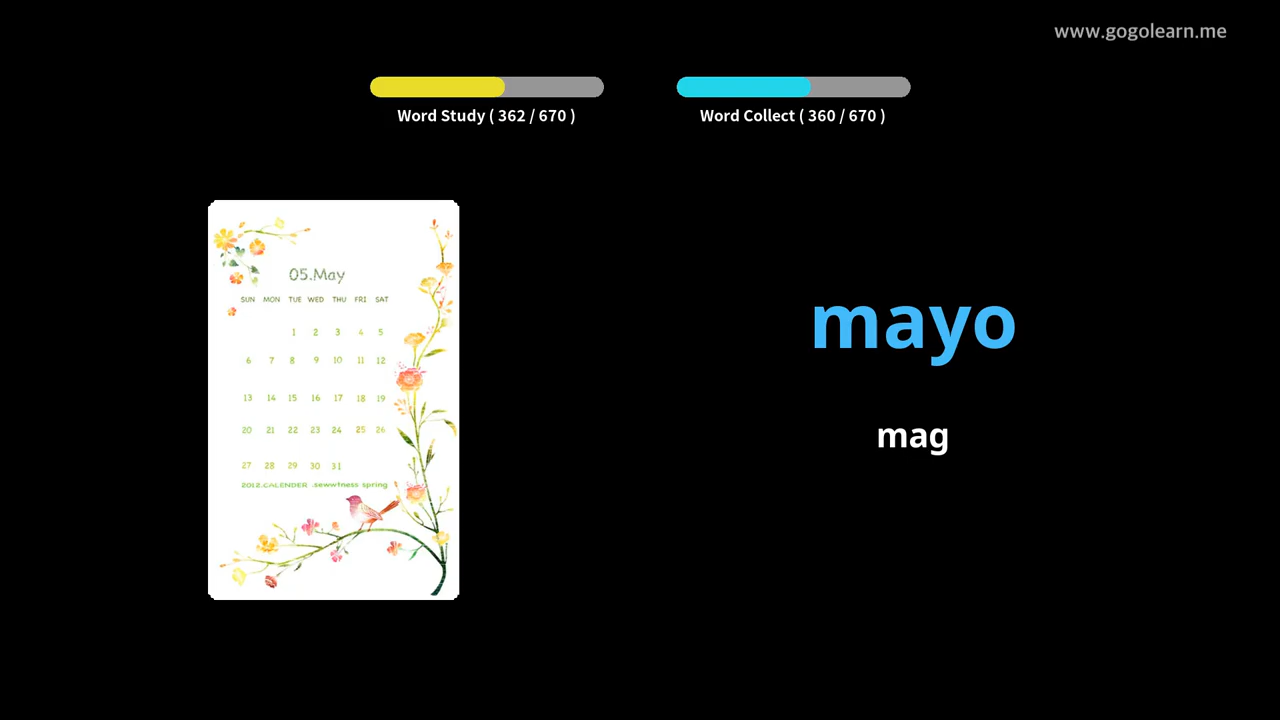 www.gogolearn.me
Word Study ( 362 / 670 )
Word Collect ( 360 / 670 )
05.May
SUN MON TUE WED THU FRI SAT
1 2 3 4 5
6 7 8 9 10 11 12
13 14 15 16 17 18 19
20 21 22 23 24 25 26
27 28 29 30 31
2012.CALENDER .sewwtness spring
mayo
mag